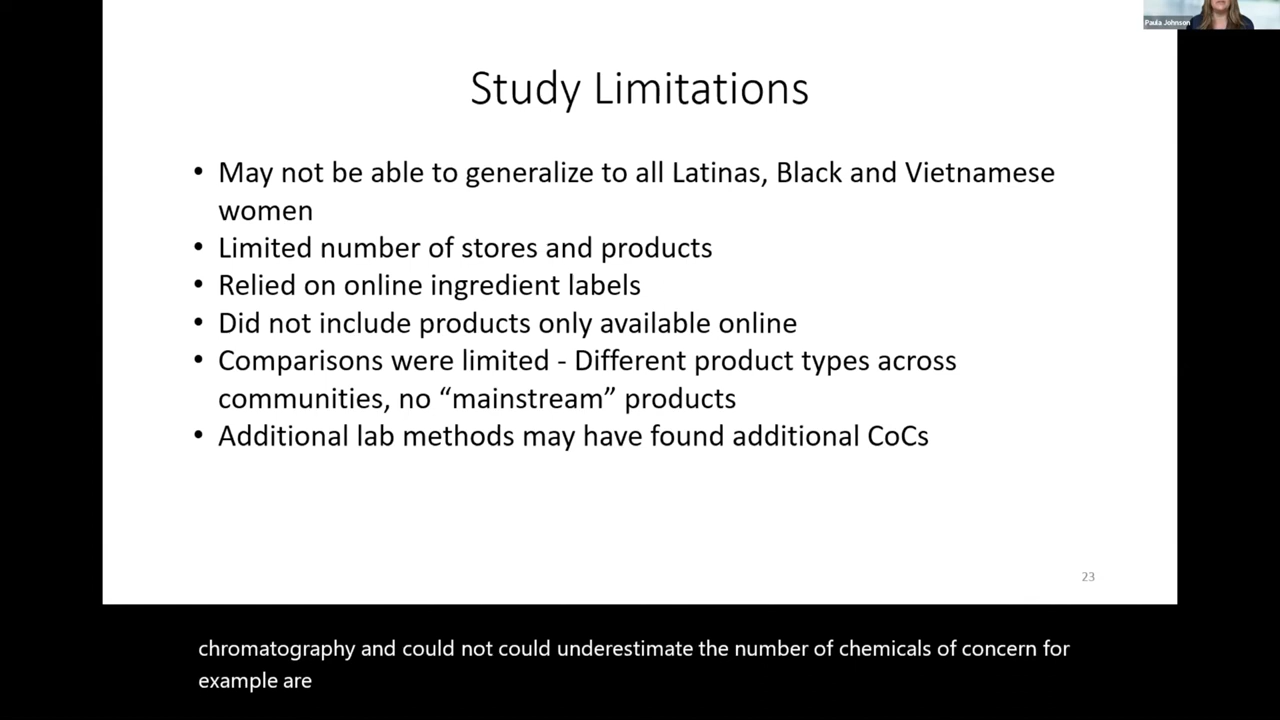 Paula Johnson
Study Limitations
• May not be able to generalize to all Latinas, Black and Vietnamese
women
• Limited number of stores and products
• Relied on online ingredient labels
• Did not include products only available online
• Comparisons were limited - Different product types across
communities, no “mainstream” products
• Additional lab methods may have found additional CoCs
23
chromatography and could not could underestimate the number of chemicals of concern for
example are